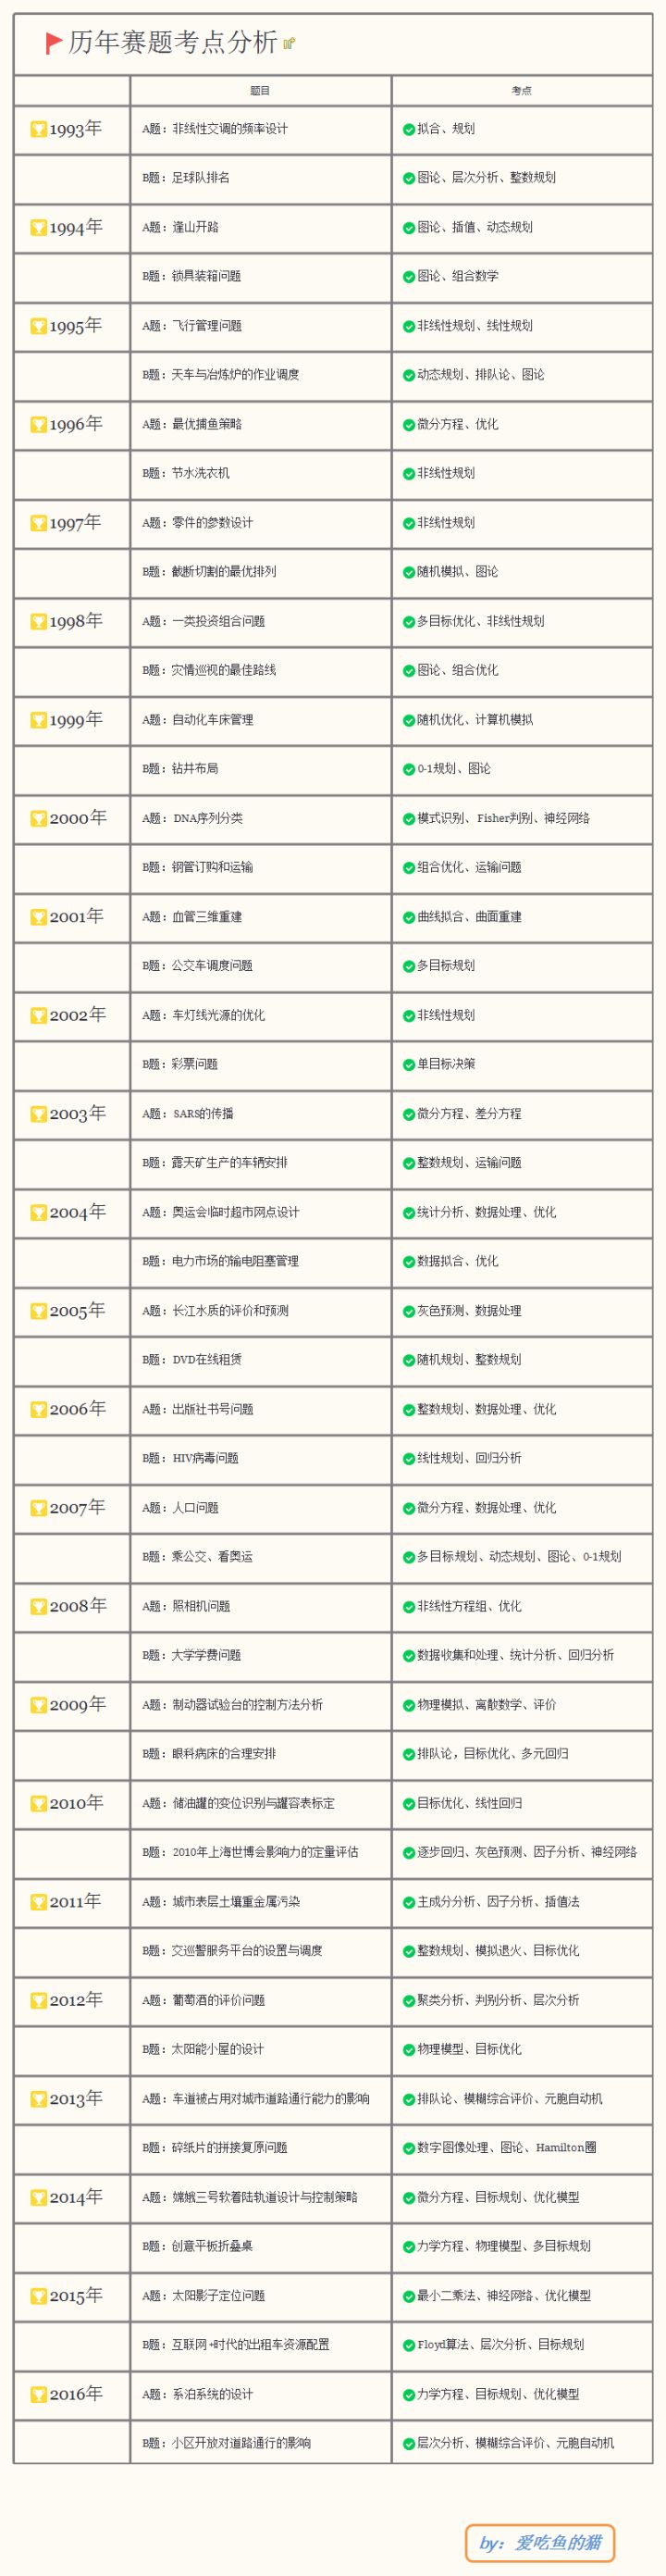 历年赛题考点分析
题目 考点
1993年 A题：非线性交调的频率设计 拟合、规划
B题：足球队排名 图论、层次分析、整数规划
1994年 A题：逢山开路 图论、插值、动态规划
B题：锁具装箱问题 图论、组合数学
1995年 A题：飞行管理问题 非线性规划、线性规划
B题：天车与冶炼炉的作业调度 动态规划、排队论、图论
1996年 A题：最优捕鱼策略 微分方程、优化
B题：节水洗衣机 非线性规划
1997年 A题：零件的参数设计 非线性规划
B题：截断切割的最优排列 随机模拟、图论
1998年 A题：一类投资组合问题 多目标优化、非线性规划
B题：灾情巡视的最佳路线 图论、组合优化
1999年 A题：自动化车床管理 随机优化、计算机模拟
B题：钻井布局 0-1规划、图论
2000年 A题：DNA序列分类 模式识别、Fisher判别、神经网络
B题：钢管订购和运输 组合优化、运输问题
2001年 A题：血管三维重建 曲线拟合、曲面重建
B题：公交车调度问题 多目标规划
2002年 A题：车灯线光源的优化 非线性规划
B题：彩票问题 单目标决策
2003年 A题：SARS的传播 微分方程、差分方程
B题：露天矿生产的车辆安排 整数规划、运输问题
2004年 A题：奥运会临时超市网点设计 统计分析、数据处理、优化
B题：电力市场的输电阻塞管理 数据拟合、优化
2005年 A题：长江水质的评价和预测 灰色预测、数据处理
B题：DVD在线租赁 随机规划、整数规划
2006年 A题：出版社书号问题 整数规划、数据处理、优化
B题：HIV病毒问题 线性规划、回归分析
2007年 A题：人口问题 微分方程、数据处理、优化
B题：乘公交、看奥运 多目标规划、动态规划、图论、0-1规划
2008年 A题：照相机问题 非线性方程组、优化
B题：大学学费问题 数据收集和处理、统计分析、回归分析
2009年 A题：制动器试验台的控制方法分析 物理模拟、离散数学、评价
B题：眼科病床的合理安排 排队论，目标优化、多元回归
2010年 A题：储油罐的变位识别与罐容表标定 目标优化、线性回归
B题：2010年上海世博会影响力的定量评估 逐步回归、灰色预测、因子分析、神经网络
2011年 A题：城市表层土壤重金属污染 主成分分析、因子分析、插值法
B题：交巡警服务平台的设置与调度 整数规划、模拟退火、目标优化
2012年 A题：葡萄酒的评价问题 聚类分析、判别分析、层次分析
B题：太阳能小屋的设计 物理模型、目标优化
2013年 A题：车道被占用对城市道路通行能力的影响 排队论、模糊综合评价、元胞自动机
B题：碎纸片的拼接复原问题 数字图像处理、图论、Hamilton圈
2014年 A题：嫦娥三号软着陆轨道设计与控制策略 微分方程、目标规划、优化模型
B题：创意平板折叠桌 力学方程、物理模型、多目标规划
2015年 A题：太阳影子定位问题 最小二乘法、神经网络、优化模型
B题：互联网+时代的出租车资源配置 Floyd算法、层次分析、目标规划
2016年 A题：系泊系统的设计 力学方程、目标规划、优化模型
B题：小区开放对道路通行的影响 层次分析、模糊综合评价、元胞自动机
by：爱吃鱼的猫